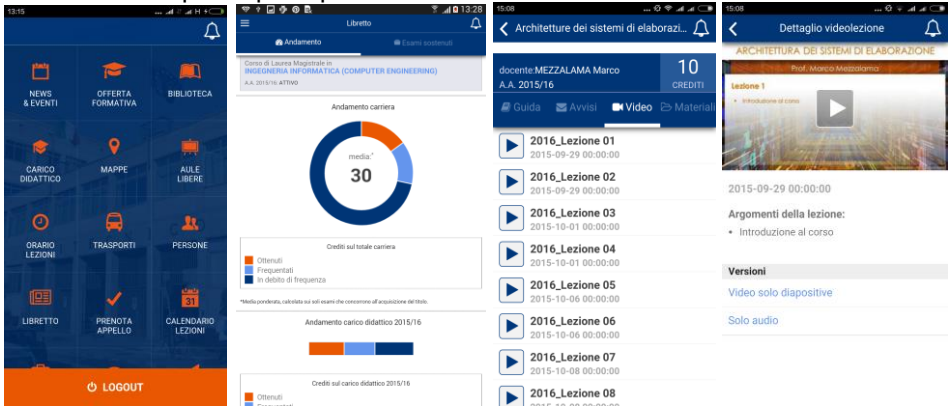 13:15
NEWS
& EVENTI
OFFERTA
FORMATIVA
BIBLIOTECA
CARICO
DIDATTICO
MAPPE
AULE
LIBERE
ORARIO
LEZIONI
TRASPORTI
PERSONE
LIBRETTO
PRENOTA
APPELLO
31
CALENDARIO
LEZIONI
LOGOUT
13:28
Libretto
Andamento
Esami sostenuti
Corso di Laurea Magistrale in
INGEGNERIA INFORMATICA (COMPUTER ENGINEERING)
A.A. 2015/16: ATTIVO
Andamento carriera
media:*
30
Crediti sul totale carriera
Ottenuti
Frequentati
In debito di frequenza
*Media ponderata, calcolata sui soli esami che concorrono all'acquisizione del titolo.
Andamento carico didattico 2015/16
Crediti sul carico didattico 2015/16
Ottenuti
15:08
Architetture dei sistemi di elaborazi...
docente:MEZZALAMA Marco
A.A. 2015/16
10
CREDITI
Guida
Avvisi
Video
Materiali
2016_Lezione 01
2015-09-29 00:00:00
2016_Lezione 02
2015-09-29 00:00:00
2016_Lezione 03
2015-10-01 00:00:00
2016_Lezione 04
2015-10-01 00:00:00
2016_Lezione 05
2015-10-06 00:00:00
2016_Lezione 06
2015-10-06 00:00:00
2016_Lezione 07
2015-10-08 00:00:00
2016_Lezione 08
15:08
Dettaglio videolezione
ARCHITETTURA DEI SISTEMI DI ELABORAZIONE
Prof. Marco Mezzalama
Lezione 1
• Introduzione al corso
2015-09-29 00:00:00
Argomenti della lezione:
• Introduzione al corso
Versioni
Video solo diapositive
Solo audio